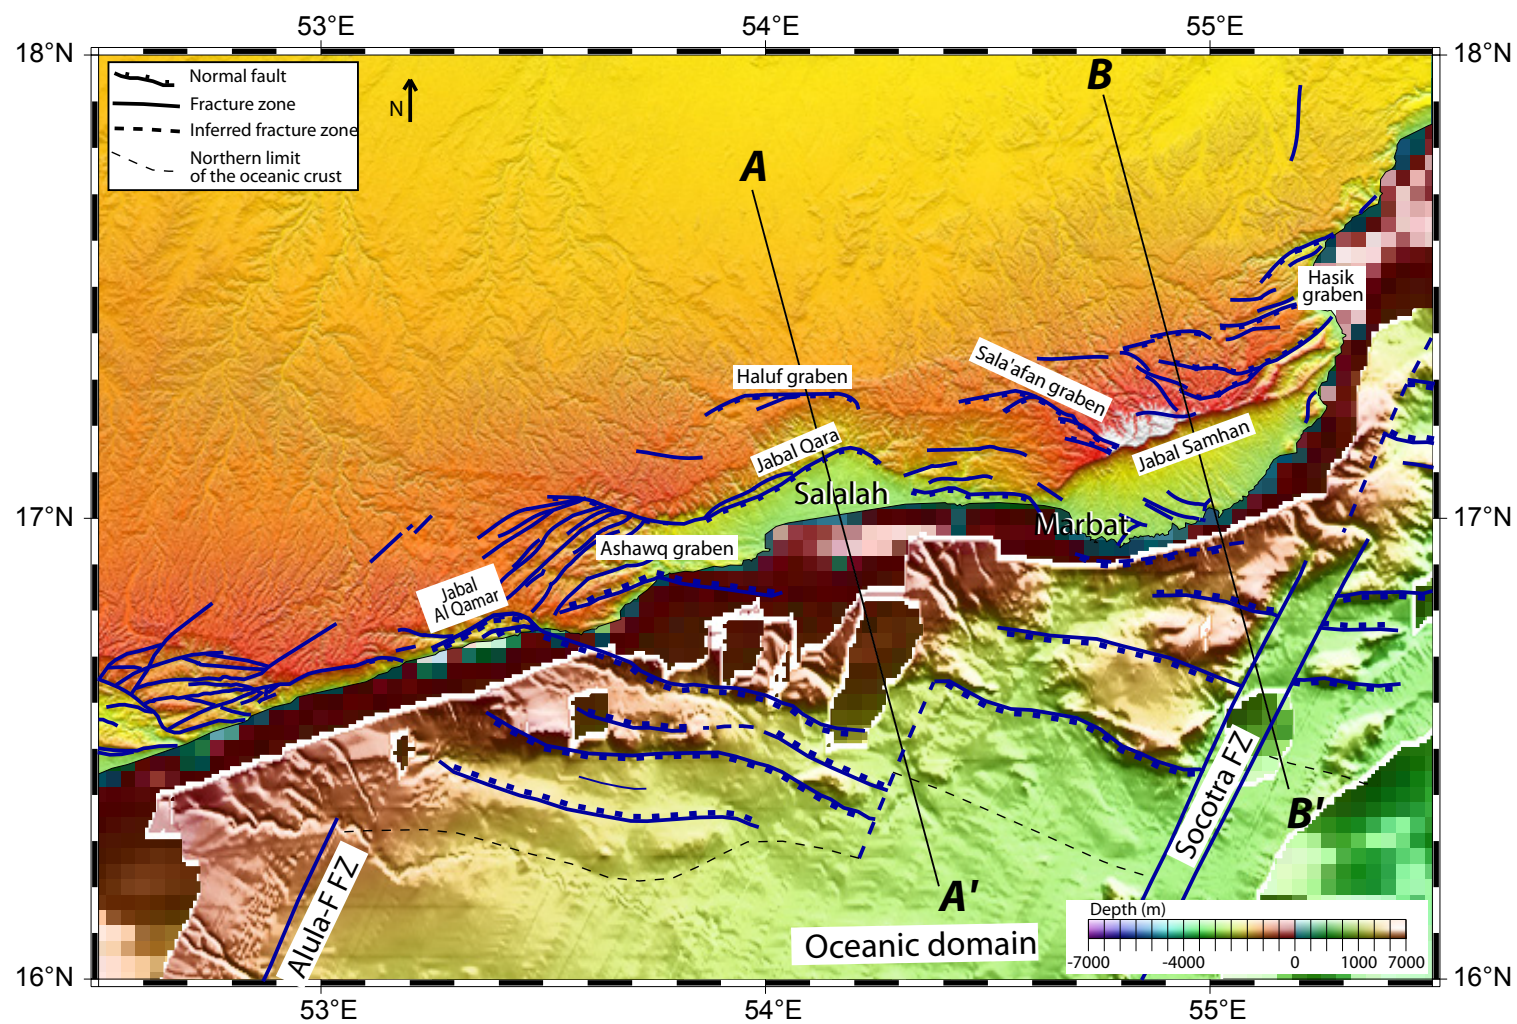 53°E
54°E
55°E
18°N
18°N
Normal fault
Fracture zone
Inferred fracture zone
Northern limit
of the oceanic crust
N
B
A
Hasik
graben
Sala'afan graben
Haluf graben
Jabal Qara
Jabal Samhan
Salalah
17°N
17°N
Marbat
Ashawq graben
Jabal
Al Qamar
Socotra FZ
B'
Alula-F FZ
A'
Depth (m)
-7000
-4000
0
1000
7000
Oceanic domain
16°N
16°N
53°E
54°E
55°E